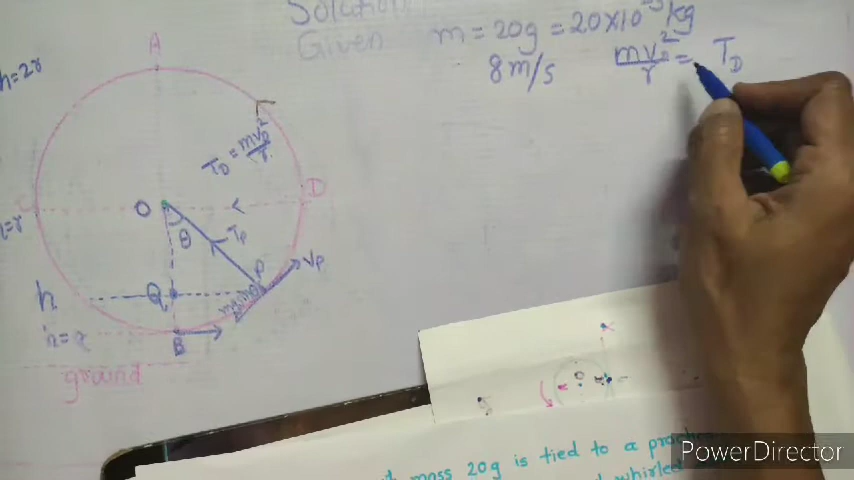 Solution
Given m = 20g = 20×10⁻³ kg
8 m/s mv²/r = T_D
h=2r
A
T_D = mv_D²/r
D
O
θ
T_P
P
V_P
h
Q
B
ground
mass 20g is tied to a
whirled
PowerDirector